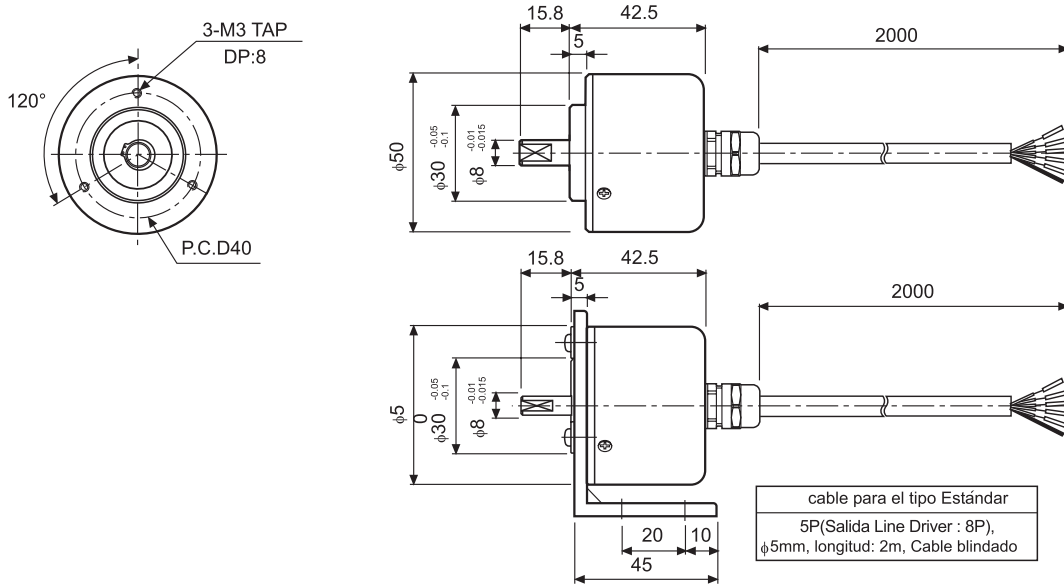 3-M3 TAP
DP:8
120°
P.C.D40
15.8
42.5
5
2000
ϕ50
ϕ30 -0.05 -0.1
ϕ8 -0.01 -0.015
15.8
42.5
5
2000
ϕ5
0
ϕ30 -0.05 -0.1
ϕ8 -0.01 -0.015
20
10
45
cable para el tipo Estándar
5P(Salida Line Driver : 8P),
ϕ5mm, longitud: 2m, Cable blindado